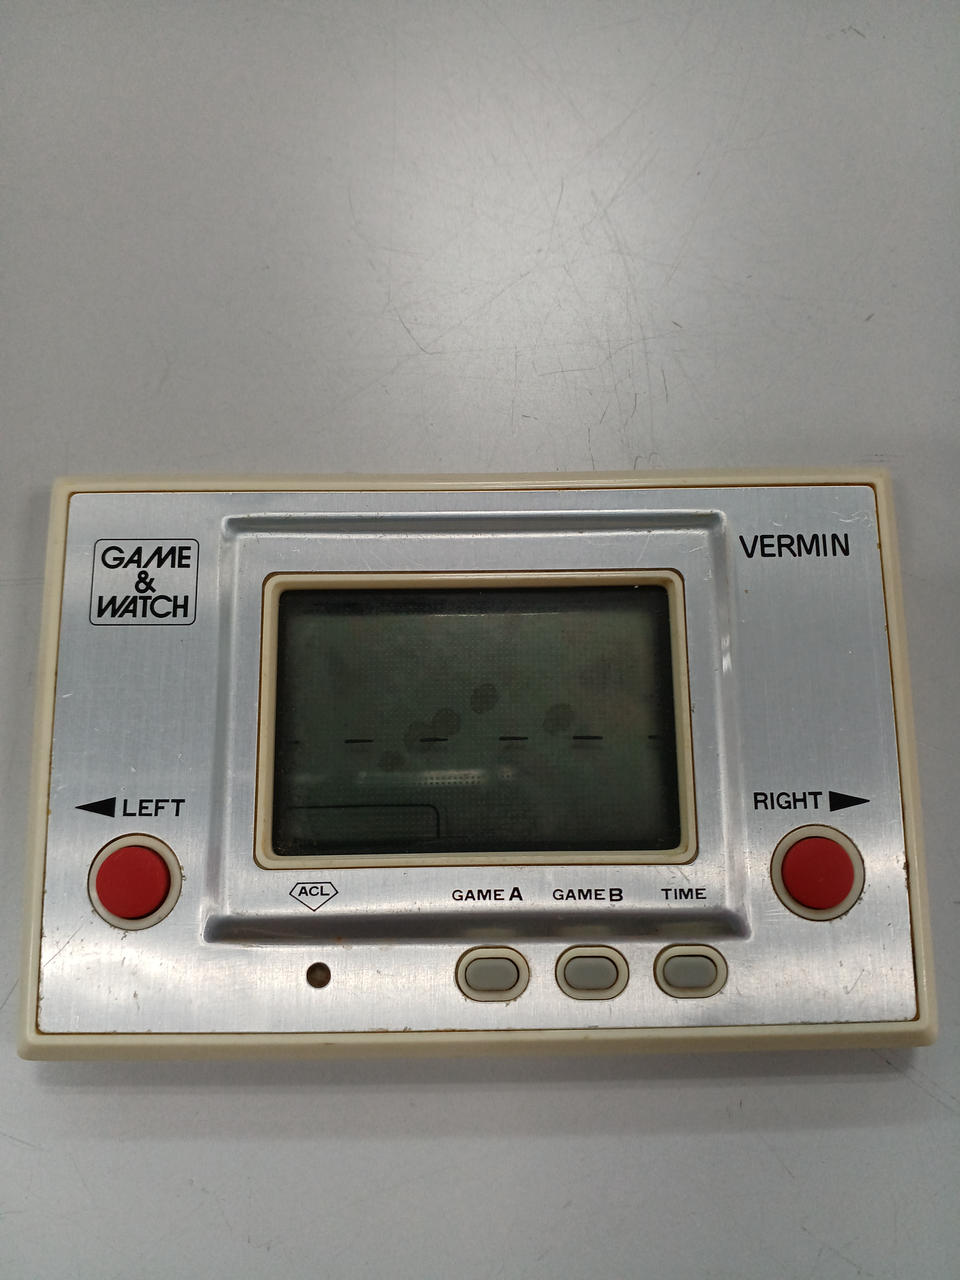 GAME
&
WATCH
VERMIN
LEFT
RIGHT
ACL
GAME A
GAME B
TIME